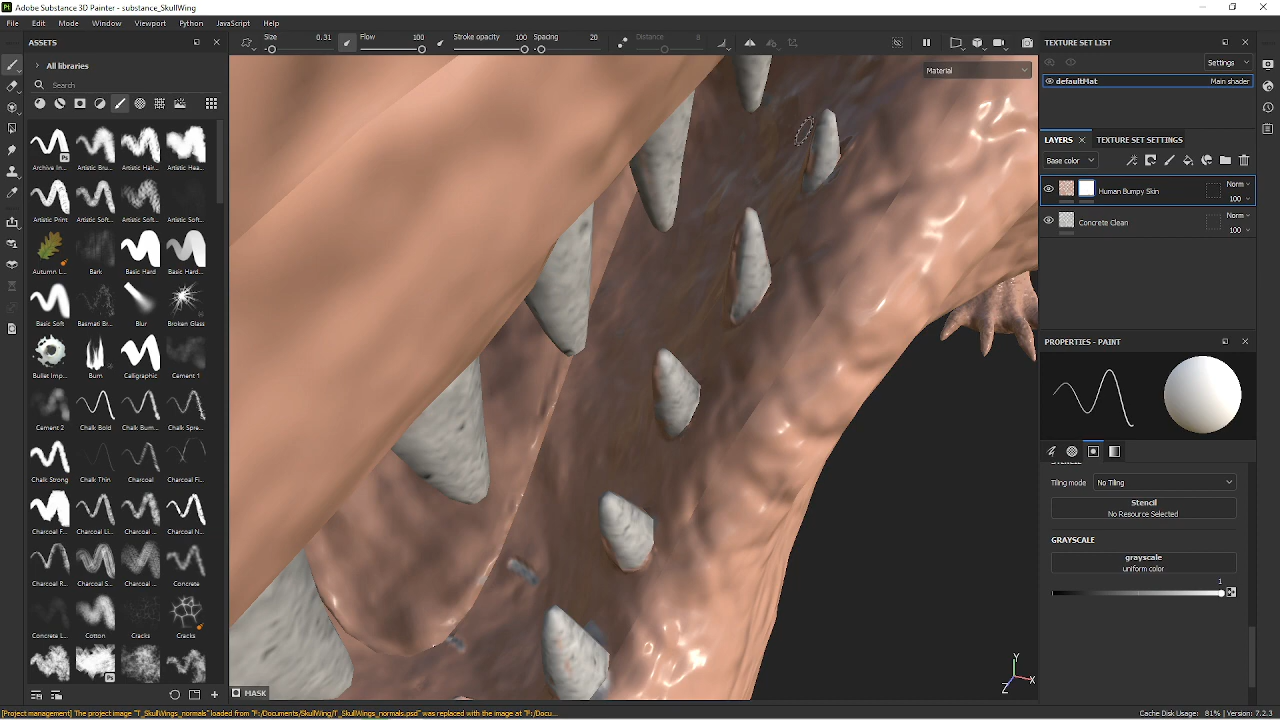 Adobe Substance 3D Painter - substance_SkullWing
File Edit Mode Window Viewport Python JavaScript Help
ASSETS
Size 0.31 Flow 100 Stroke opacity 100 Spacing 20 Distance 8
All libraries
Search
Archive In... Artistic Bru... Artistic Hair... Artistic Hea...
Artistic Print Artistic Sof... Artistic Sof... Artistic Soft...
Autumn L... Bark Basic Hard Basic Hard...
Basic Soft Basmati Br... Blur Broken Glass
Bullet Imp... Burn Calligraphic Cement 1
Cement 2 Chalk Bold Chalk Bum... Chalk Spre...
Chalk Strong Chalk Thin Charcoal Charcoal Fi...
Charcoal F... Charcoal Li... Charcoal ... Charcoal N...
Charcoal R... Charcoal S... Charcoal ... Concrete
Concrete L... Cotton Cracks Cracks
Material
MASK
Y
X
Z
TEXTURE SET LIST
Settings
defaultMat Main shader
LAYERS TEXTURE SET SETTINGS
Base color
Human Bumpy Skin Norm 100
Concrete Clean Norm 100
PROPERTIES - PAINT
STENCIL
Tiling mode No Tiling
Stencil
No Resource Selected
GRAYSCALE
grayscale
uniform color
1
[Project management] The project image "T_SkullWings_normals" loaded from "F:/Documents/SkullWing/T_SkullWings_normals.psd" was replaced with the image at "F:/Docu...
Cache Disk Usage: 81% | Version: 7.2.3